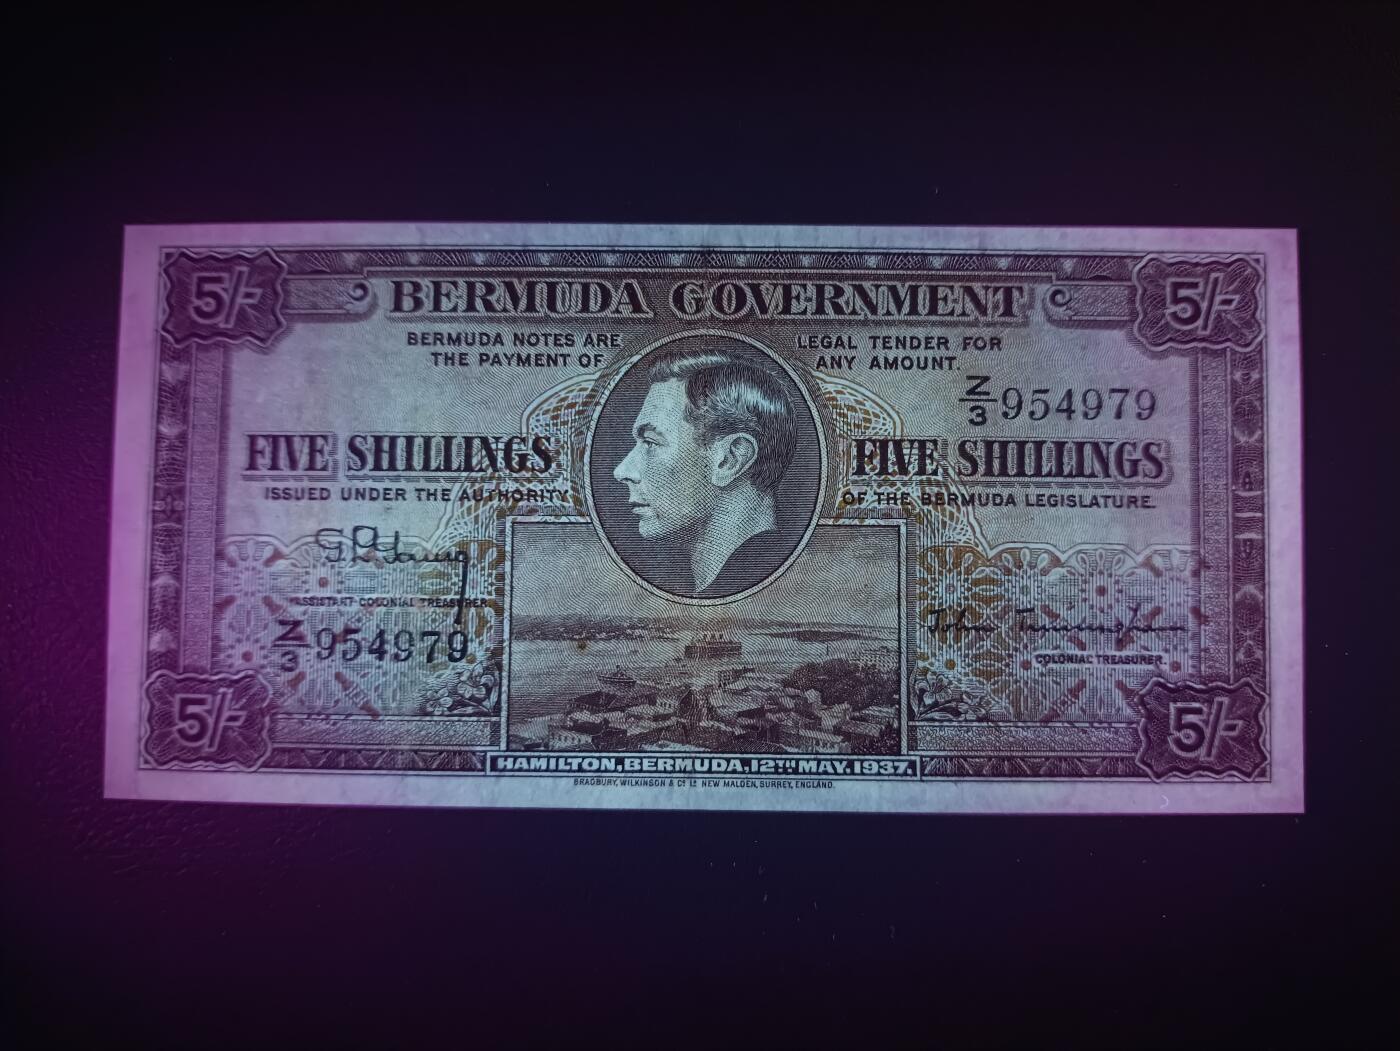 5/-
BERMUDA GOVERNMENT
5/-
BERMUDA NOTES ARE LEGAL TENDER FOR
THE PAYMENT OF ANY AMOUNT.
Z/3 954979
FIVE SHILLINGS FIVE SHILLINGS
ISSUED UNDER THE AUTHORITY OF THE BERMUDA LEGISLATURE.
ASSISTANT COLONIAL TREASURER.
Z/3 954979
COLONIAL TREASURER.
5/-
5/-
HAMILTON, BERMUDA, 12TH MAY. 1937.
BRADBURY, WILKINSON & Co. Ld. NEW MALDEN, SURREY, ENGLAND.